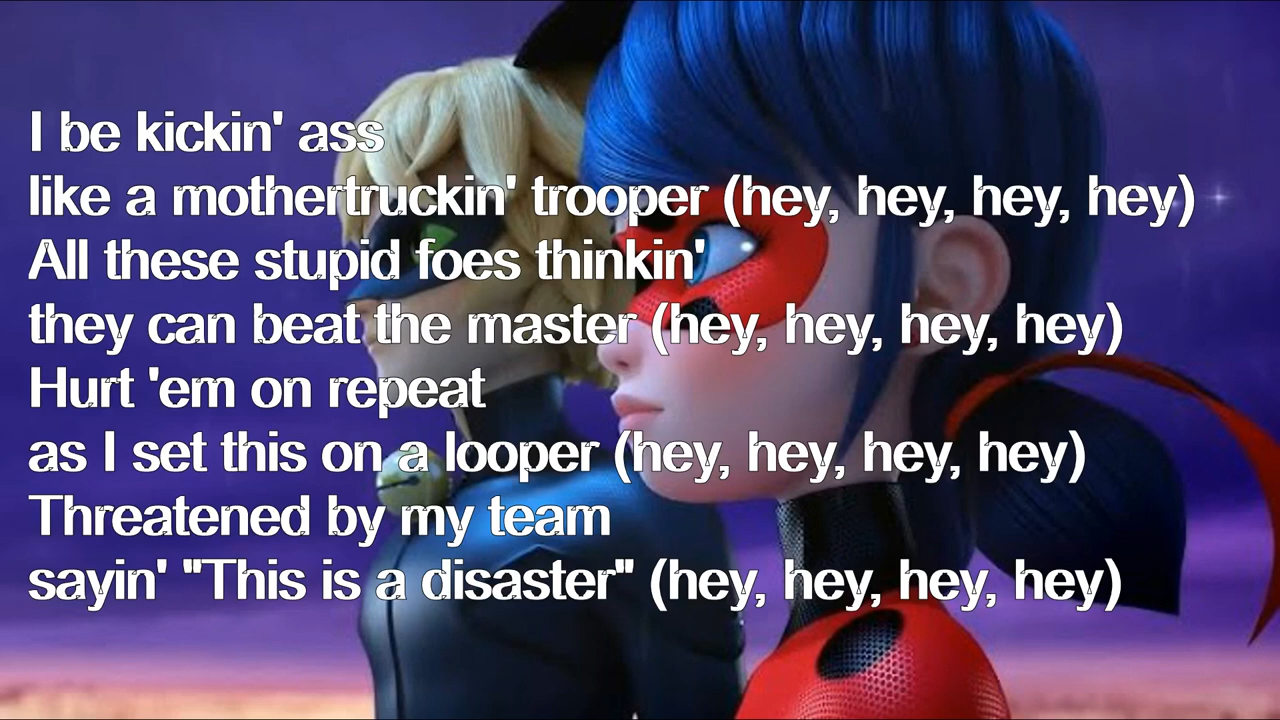 I be kickin' ass
like a mothertruckin' trooper (hey, hey, hey, hey)
All these stupid foes thinkin'
they can beat the master (hey, hey, hey, hey)
Hurt 'em on repeat
as I set this on a looper (hey, hey, hey, hey)
Threatened by my team
sayin' "This is a disaster" (hey, hey, hey, hey)